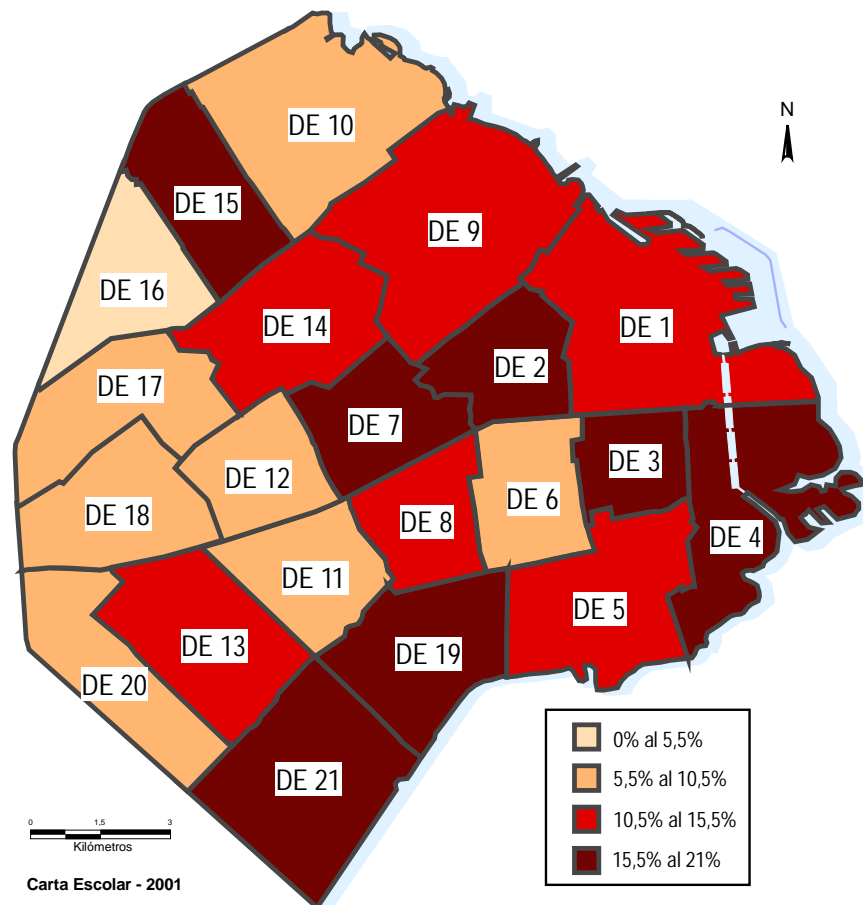 DE 10
N
DE 15
DE 9
DE 16
DE 14
DE 1
DE 2
DE 17
DE 7
DE 3
DE 12
DE 6
DE 18
DE 8
DE 4
DE 11
DE 5
DE 13
DE 19
DE 20
DE 21
0% al 5,5%
5,5% al 10,5%
10,5% al 15,5%
15,5% al 21%
0 1,5 3
Kilómetros
Carta Escolar - 2001